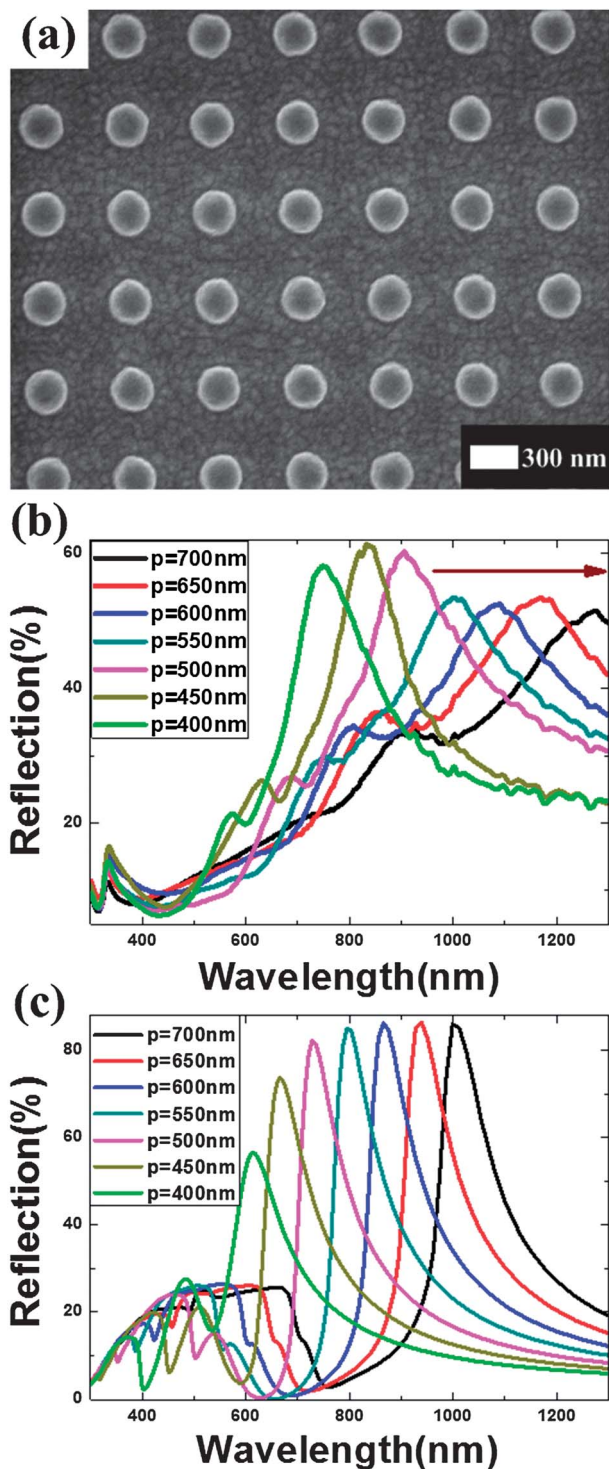 (a)
300 nm
(b)
p=700nm
p=650nm
p=600nm
p=550nm
p=500nm
p=450nm
p=400nm
60
40
20
Reflection(%)
400 600 800 1000 1200
Wavelength(nm)
(c)
p=700nm
p=650nm
p=600nm
p=550nm
p=500nm
p=450nm
p=400nm
80
60
40
20
0
Reflection(%)
400 600 800 1000 1200
Wavelength(nm)